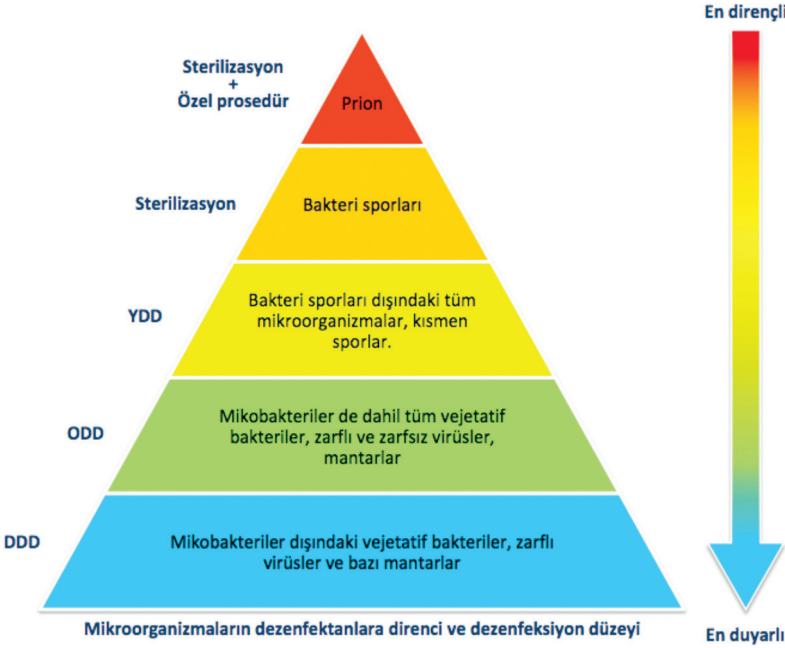 En dirençli
Sterilizasyon
+
Özel prosedür
Prion
Sterilizasyon
Bakteri sporları
YDD
Bakteri sporları dışındaki tüm
mikroorganizmalar, kısmen
sporlar.
ODD
Mikobakteriler de dahil tüm vejetatif
bakteriler, zarflı ve zarfsız virüsler,
mantarlar
DDD
Mikobakteriler dışındaki vejetatif bakteriler, zarflı
virüsler ve bazı mantarlar
Mikroorganizmaların dezenfektanlara direnci ve dezenfeksiyon düzeyi
En duyarlı